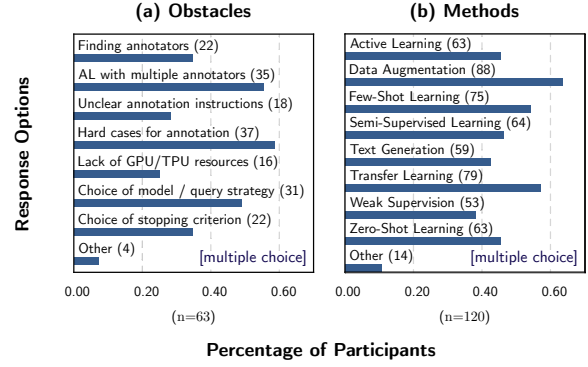 (a) Obstacles
Finding annotators (22)
AL with multiple annotators (35)
Unclear annotation instructions (18)
Hard cases for annotation (37)
Lack of GPU/TPU resources (16)
Choice of model / query strategy (31)
Choice of stopping criterion (22)
Other (4)
[multiple choice]
0.00 0.20 0.40 0.60
(n=63)
(b) Methods
Active Learning (63)
Data Augmentation (88)
Few-Shot Learning (75)
Semi-Supervised Learning (64)
Text Generation (59)
Transfer Learning (79)
Weak Supervision (53)
Zero-Shot Learning (63)
Other (14)
[multiple choice]
0.00 0.20 0.40 0.60
(n=120)
Response Options
Percentage of Participants